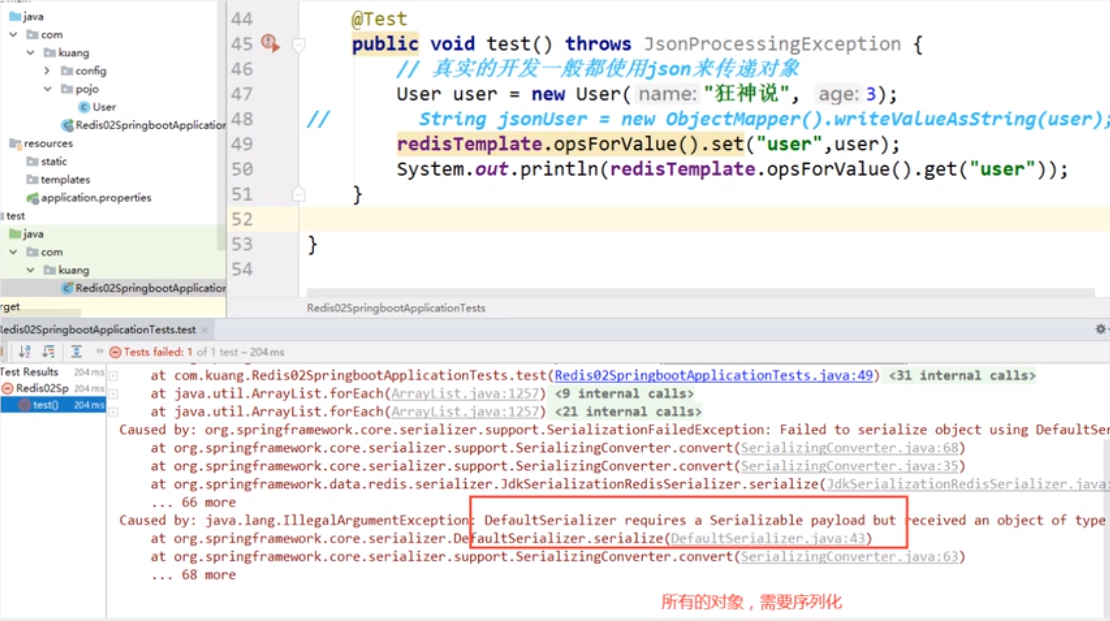 java
com
kuang
config
pojo
User
Redis02SpringbootApplication
resources
static
templates
application.properties
test
java
com
kuang
Redis02SpringbootApplication
rget
44 @Test
45 public void test() throws JsonProcessingException {
46 // 真实的开发一般都使用json来传递对象
47 User user = new User( name: "狂神说", age: 3);
48 // String jsonUser = new ObjectMapper().writeValueAsString(user);
49 redisTemplate.opsForValue().set("user",user);
50 System.out.println(redisTemplate.opsForValue().get("user"));
51 }
52
53 }
54
Redis02SpringbootApplicationTests
Redis02SpringbootApplicationTests.test ×
» Tests failed: 1 of 1 test – 204 ms
Test Results 204 ms
Redis02Sp 204 ms
test() 204 ms
at com.kuang.Redis02SpringbootApplicationTests.test(Redis02SpringbootApplicationTests.java:49) <31 internal calls>
at java.util.ArrayList.forEach(ArrayList.java:1257) <9 internal calls>
at java.util.ArrayList.forEach(ArrayList.java:1257) <21 internal calls>
Caused by: org.springframework.core.serializer.support.SerializationFailedException: Failed to serialize object using DefaultSer
at org.springframework.core.serializer.support.SerializingConverter.convert(SerializingConverter.java:68)
at org.springframework.core.serializer.support.SerializingConverter.convert(SerializingConverter.java:35)
at org.springframework.data.redis.serializer.JdkSerializationRedisSerializer.serialize(JdkSerializationRedisSerializer.java:
... 66 more
Caused by: java.lang.IllegalArgumentException: DefaultSerializer requires a Serializable payload but received an object of type
at org.springframework.core.serializer.DefaultSerializer.serialize(DefaultSerializer.java:43)
at org.springframework.core.serializer.support.SerializingConverter.convert(SerializingConverter.java:63)
... 68 more
所有的对象，需要序列化